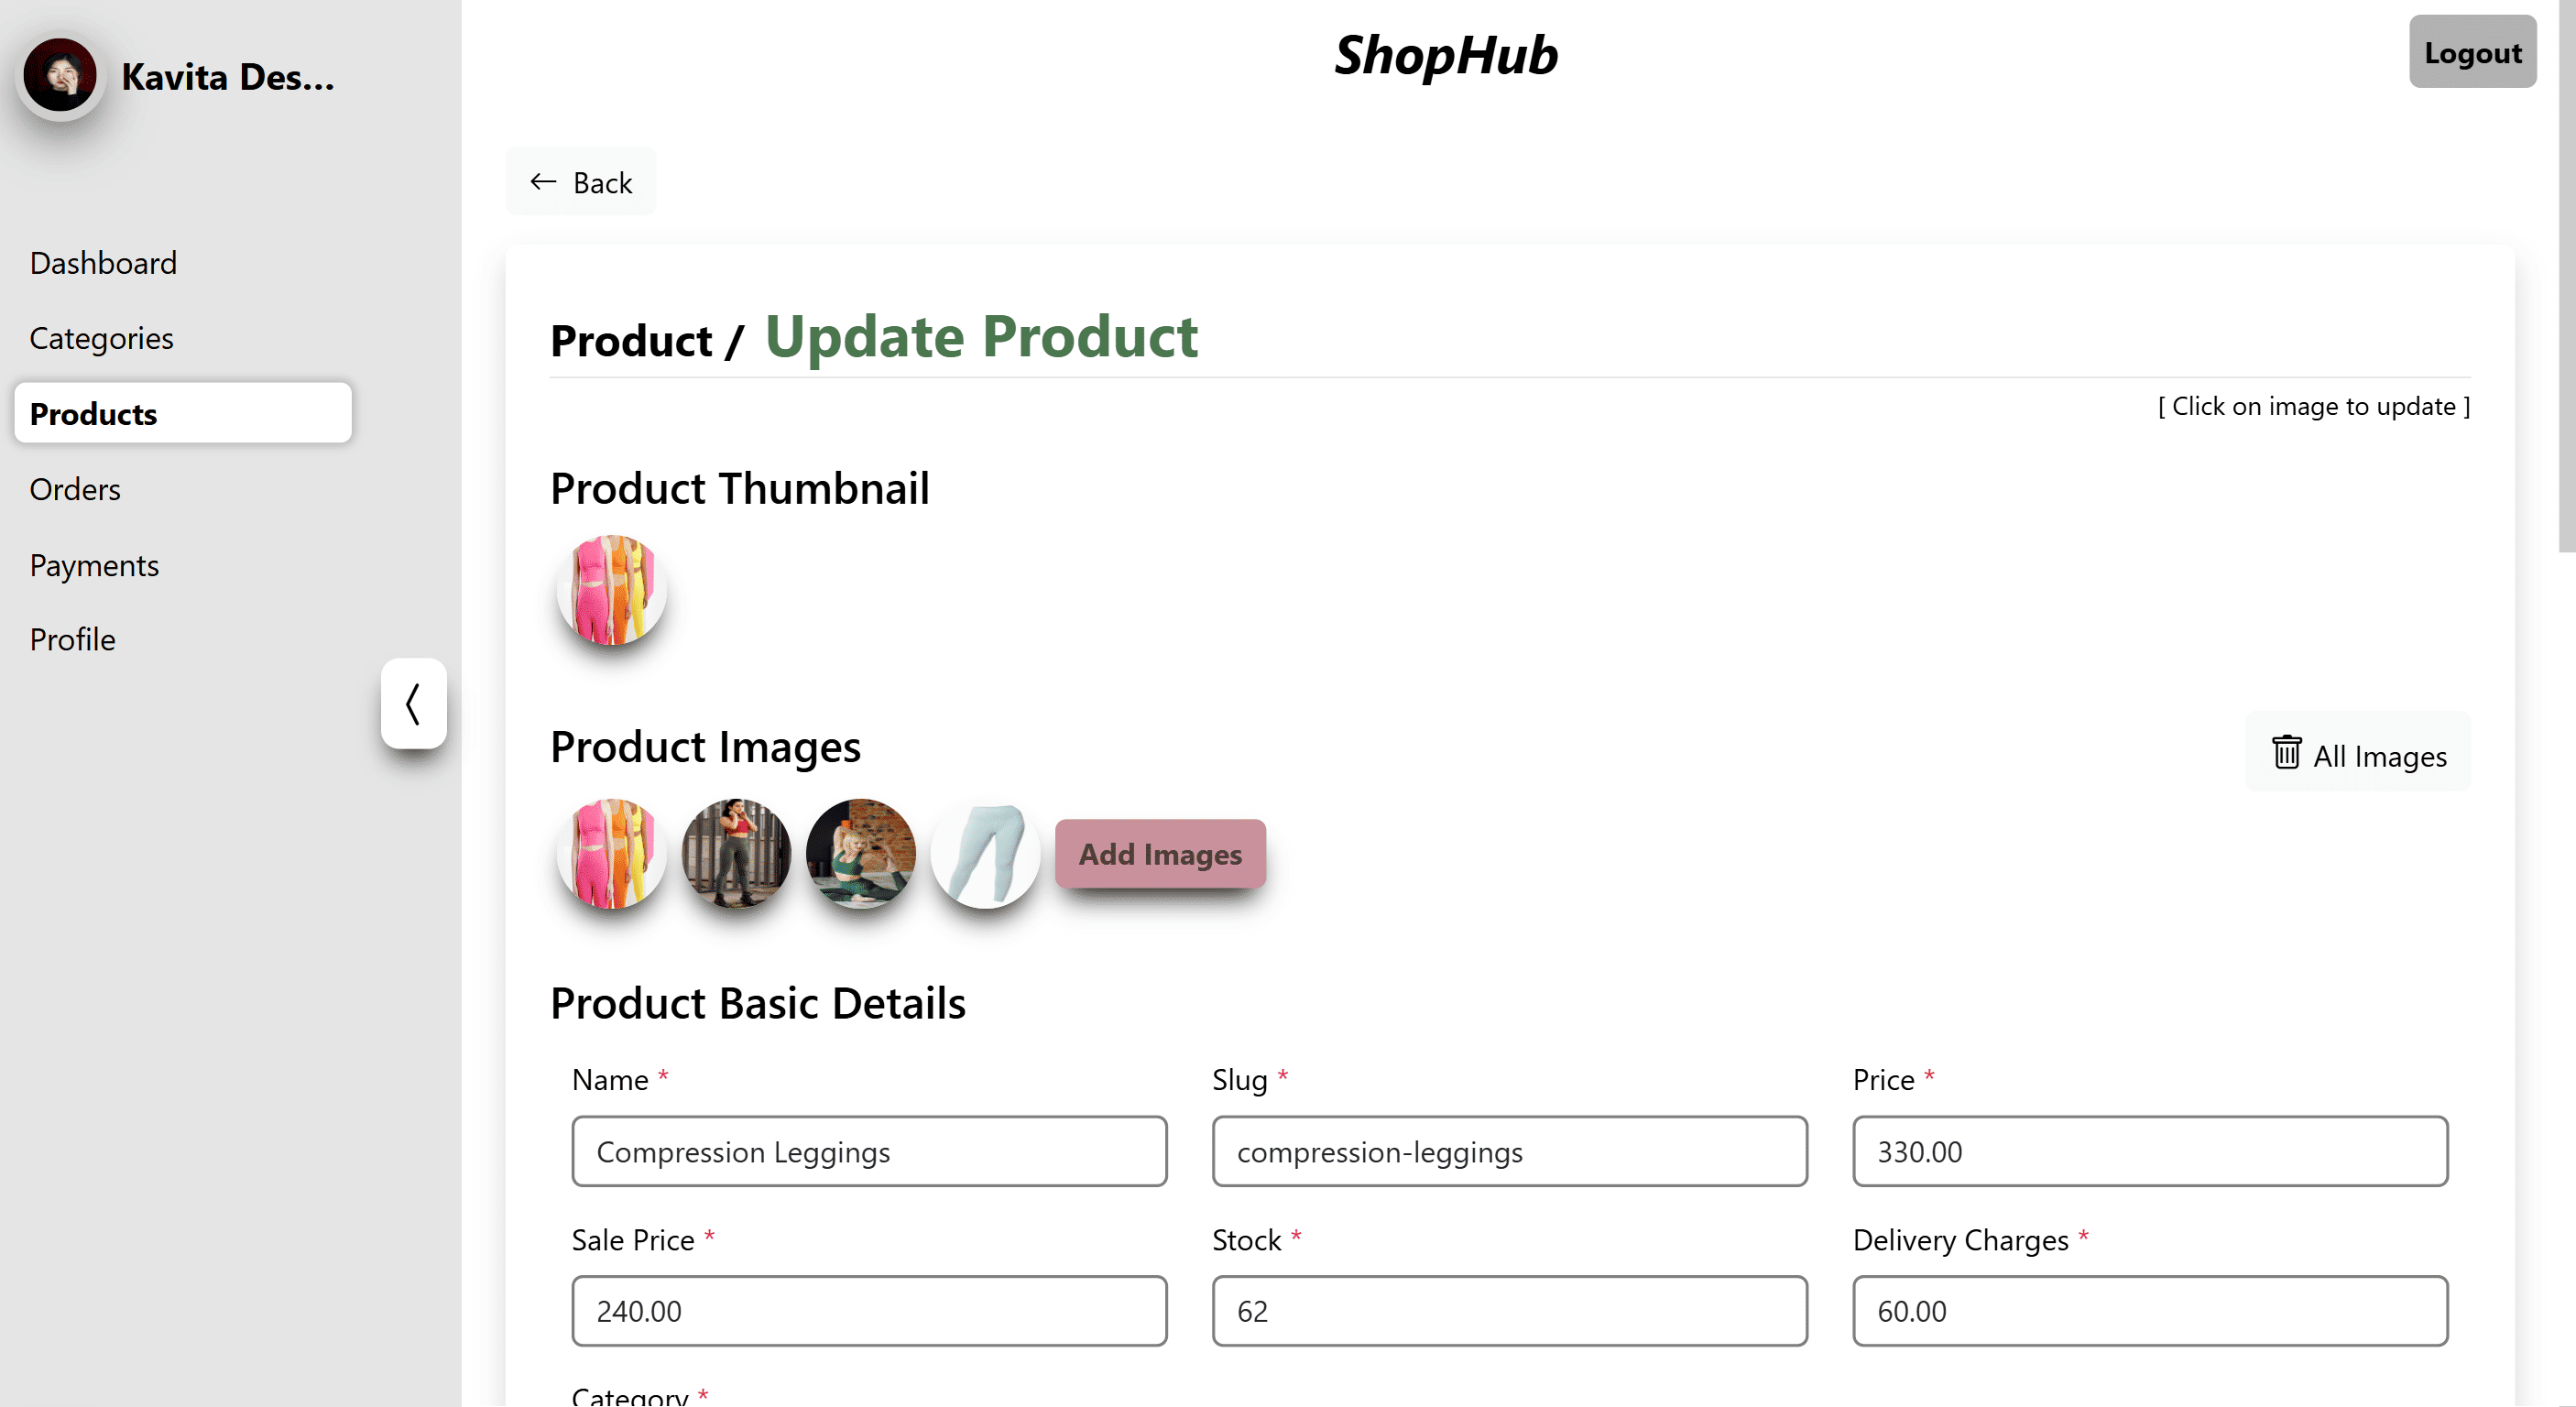 Kavita Des...
ShopHub
Logout
Back
Dashboard
Categories
Products
Orders
Payments
Profile
Product / Update Product
[ Click on image to update ]
Product Thumbnail
Product Images
All Images
Add Images
Product Basic Details
Name *
Slug *
Price *
Compression Leggings
compression-leggings
330.00
Sale Price *
Stock *
Delivery Charges *
240.00
62
60.00
Category *